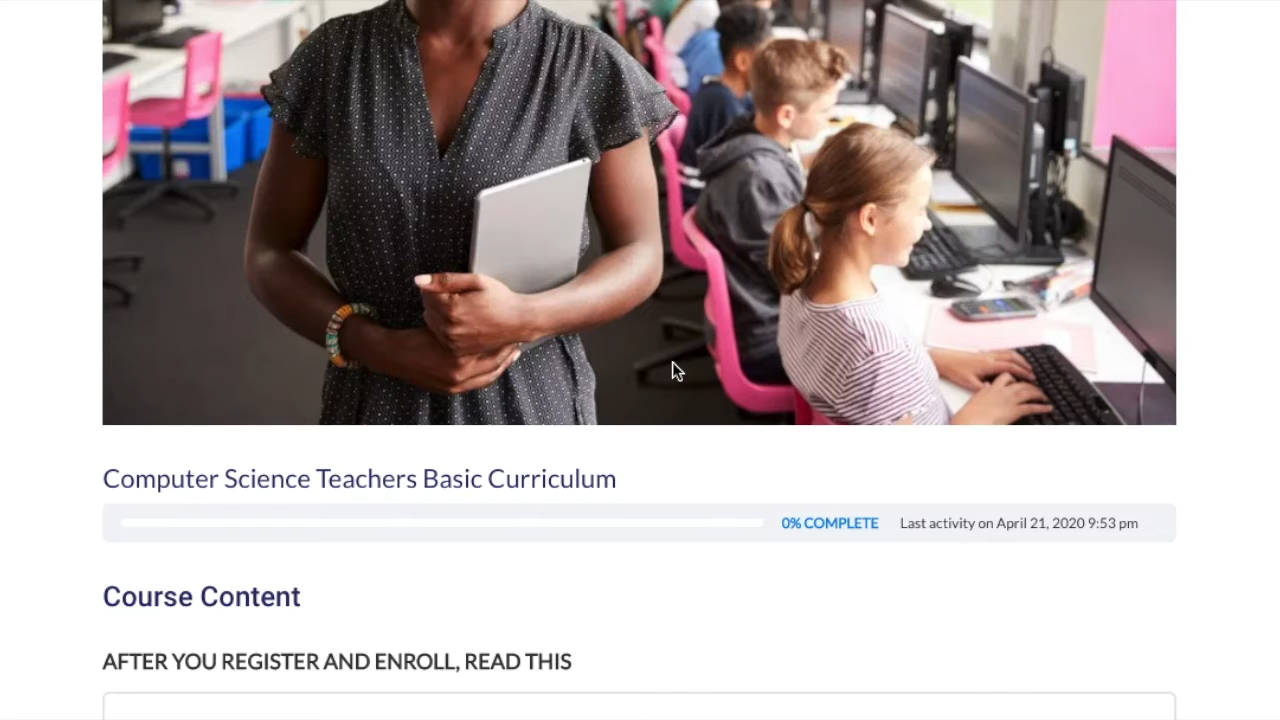 Computer Science Teachers Basic Curriculum
0% COMPLETE Last activity on April 21, 2020 9:53 pm
Course Content
AFTER YOU REGISTER AND ENROLL, READ THIS